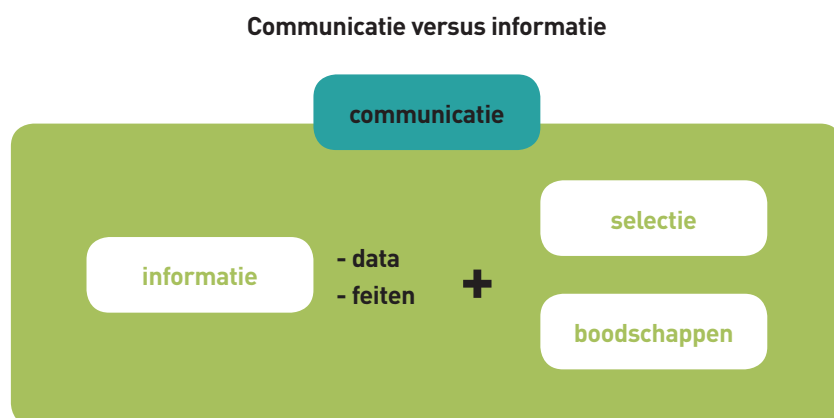 Communicatie versus informatie
communicatie
informatie
- data
- feiten
+
selectie
boodschappen